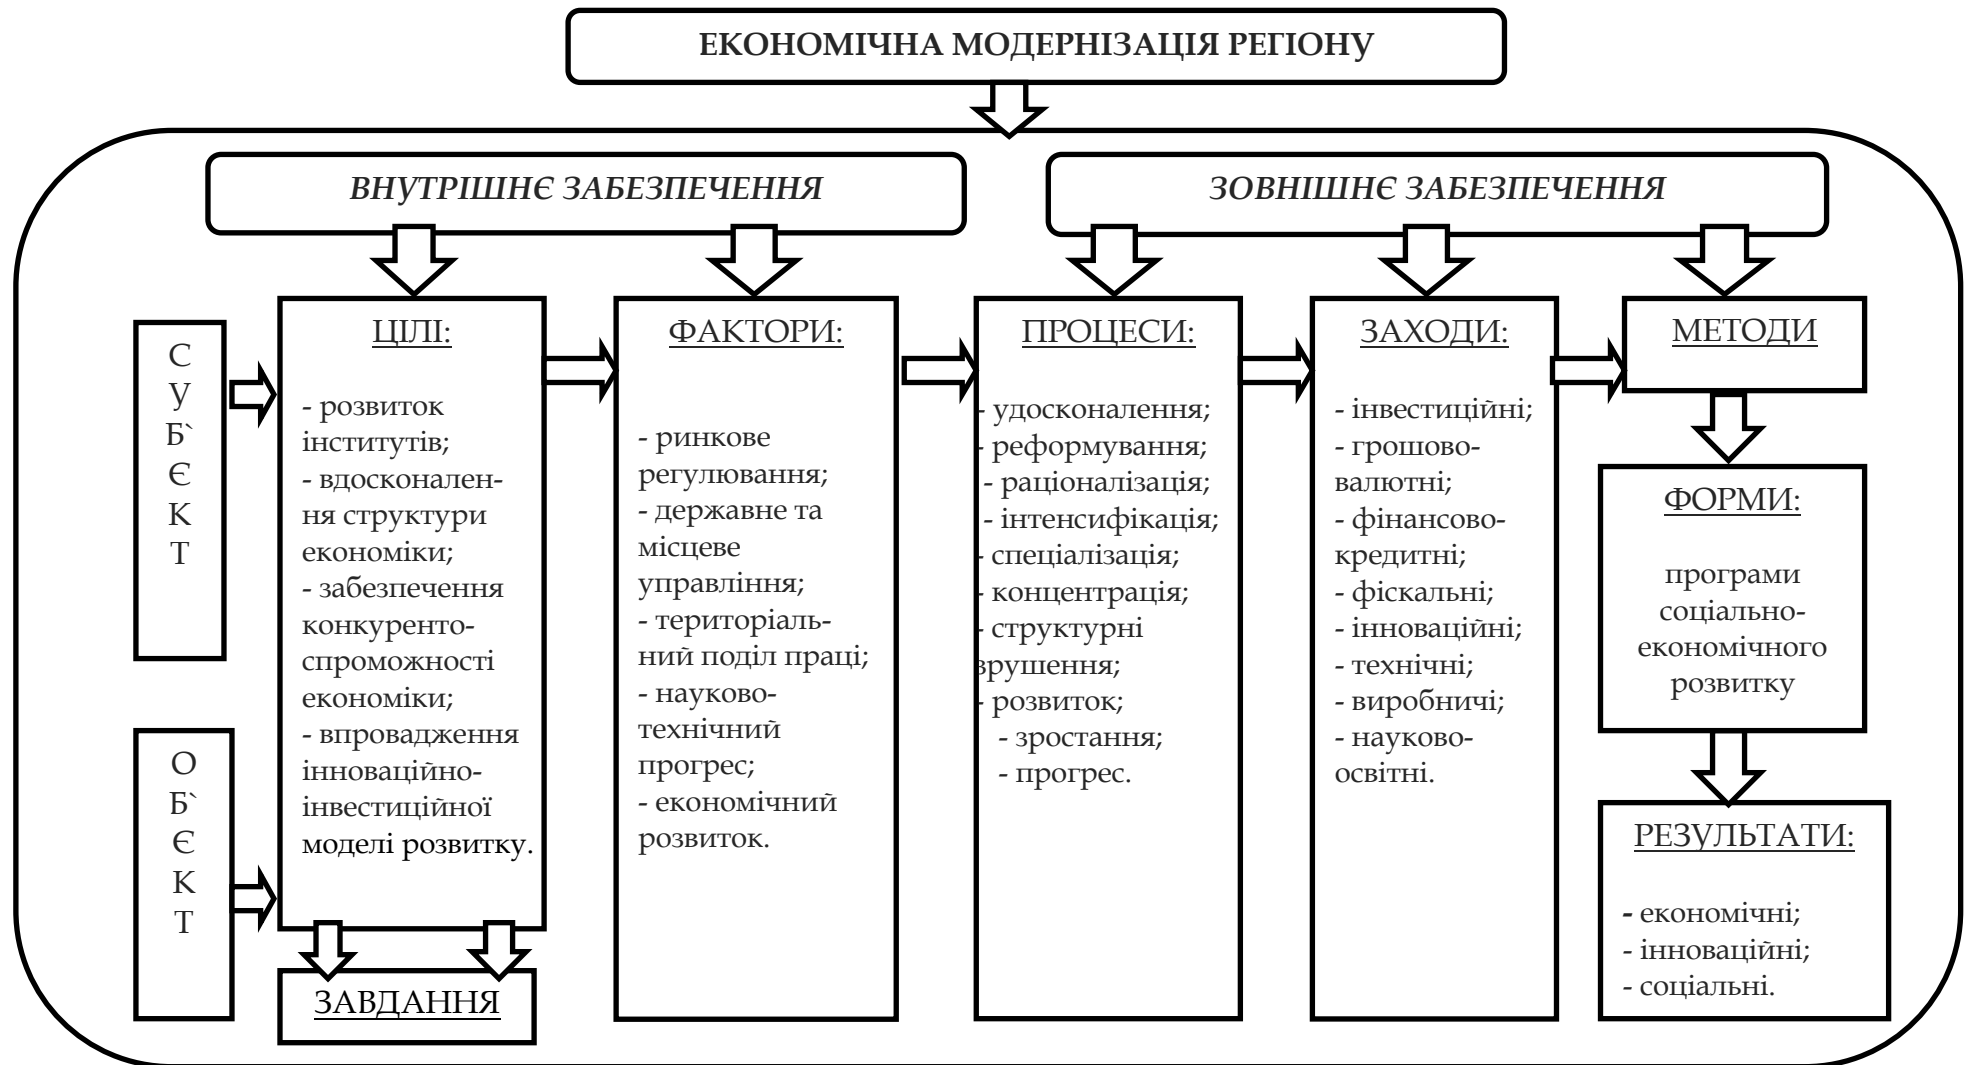 ЕКОНОМІЧНА МОДЕРНІЗАЦІЯ РЕГІОНУ
ВНУТРІШНЄ ЗАБЕЗПЕЧЕННЯ
ЗОВНІШНЄ ЗАБЕЗПЕЧЕННЯ
С
У
Б`
Є
К
Т
О
Б`
Є
К
Т
ЦІЛІ:
- розвиток
інститутів;
- вдосконален-
ня структури
економіки;
- забезпечення
конкуренто-
спроможності
економіки;
- впровадження
інноваційно-
інвестиційної
моделі розвитку.
ЗАВДАННЯ
ФАКТОРИ:
- ринкове
регулювання;
- державне та
місцеве
управління;
- територіаль-
ний поділ праці;
- науково-
технічний
прогрес;
- економічний
розвиток.
ПРОЦЕСИ:
- удосконалення;
- реформування;
- раціоналізація;
- інтенсифікація;
- спеціалізація;
- концентрація;
- структурні
зрушення;
- розвиток;
- зростання;
- прогрес.
ЗАХОДИ:
- інвестиційні;
- грошово-
валютні;
- фінансово-
кредитні;
- фіскальні;
- інноваційні;
- технічні;
- виробничі;
- науково-
освітні.
МЕТОДИ
ФОРМИ:
програми
соціально-
економічного
розвитку
РЕЗУЛЬТАТИ:
- економічні;
- інноваційні;
- соціальні.